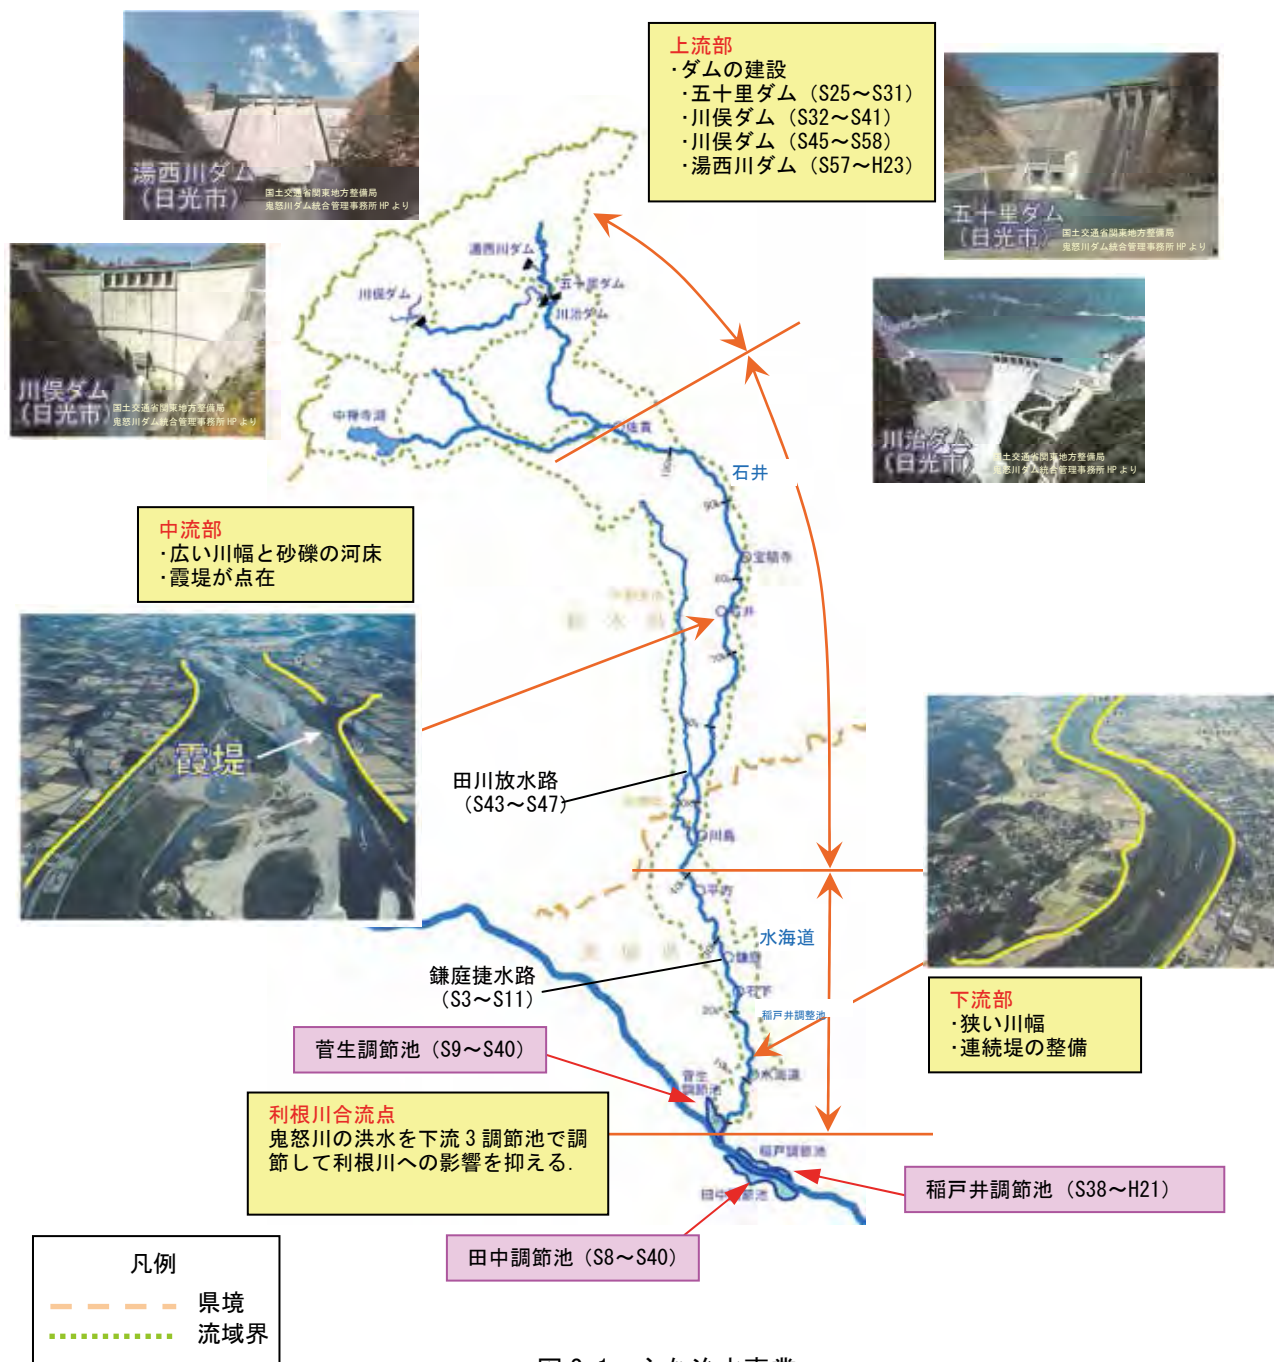 湯西川ダム
(日光市)
国土交通省関東地方整備局
鬼怒川ダム統合管理事務所 HP より
上流部
・ダムの建設
・五十里ダム（S25～S31）
・川俣ダム（S32～S41）
・川俣ダム（S45～S58）
・湯西川ダム（S57～H23）
五十里ダム
(日光市)
国土交通省関東地方整備局
鬼怒川ダム統合管理事務所 HP より
川俣ダム
(日光市)
国土交通省関東地方整備局
鬼怒川ダム統合管理事務所 HP より
川治ダム
(日光市)
国土交通省関東地方整備局
鬼怒川ダム統合管理事務所 HP より
湯西川ダム
五十里ダム
川俣ダム
川治ダム
中禅寺湖
佐貫
100k
石井
90k
宝積寺
80k
石井
70k
中流部
・広い川幅と砂礫の河床
・霞堤が点在
霞堤
田川放水路
（S43～S47）
川島
平方
水海道
鎌庭
鎌庭捷水路
（S3～S11）
石下
20k
稲戸井調整池
水海道
下流部
・狭い川幅
・連続堤の整備
菅生調節池（S9～S40）
菅生
調節池
利根川合流点
鬼怒川の洪水を下流 3 調節池で調
節して利根川への影響を抑える.
稲戸調節池
田中調節池
稲戸井調節池（S38～H21）
田中調節池（S8～S40）
凡例
県境
流域界